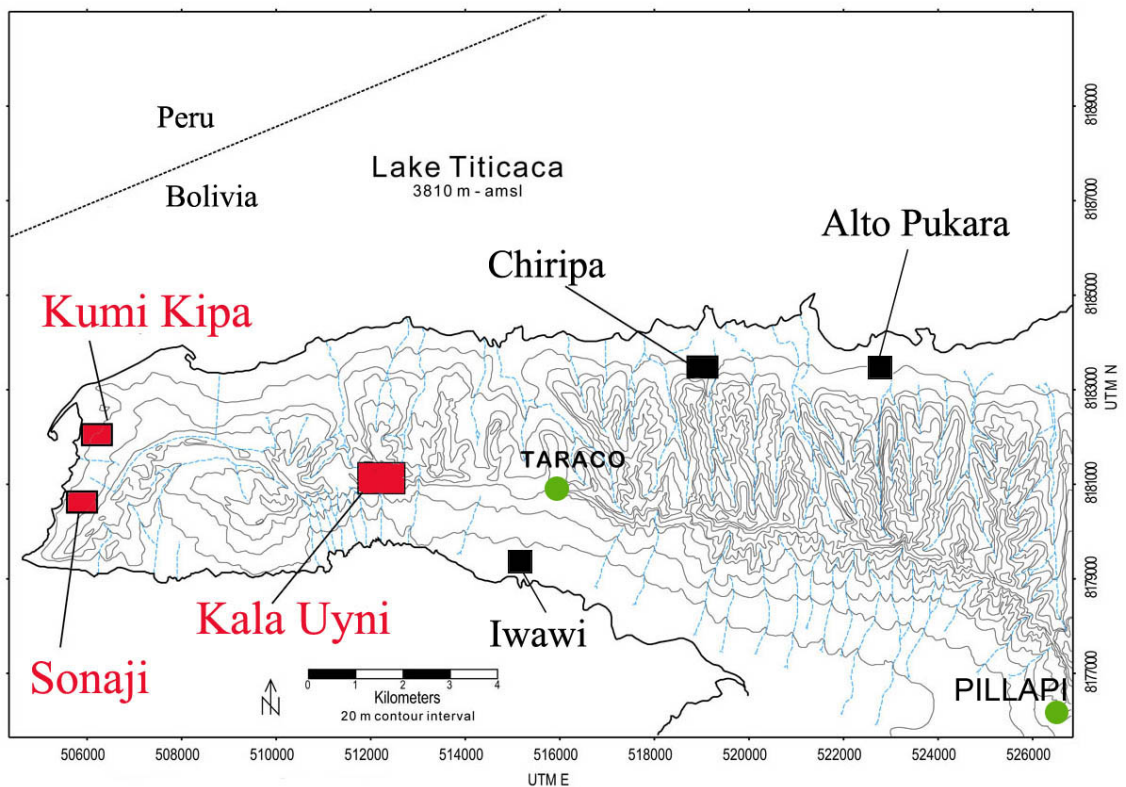 Peru
Bolivia
Lake Titicaca
3810 m - amsl
Alto Pukara
Chiripa
Kumi Kipa
TARACO
Kala Uyni
Iwawi
Sonaji
PILLAPI
0 1 2 3 4
Kilometers
20 m contour interval
N
8189000
8187000
8185000
8183000
8181000
8179000
8177000
UTM N
506000 508000 510000 512000 514000 516000 518000 520000 522000 524000 526000
UTM E